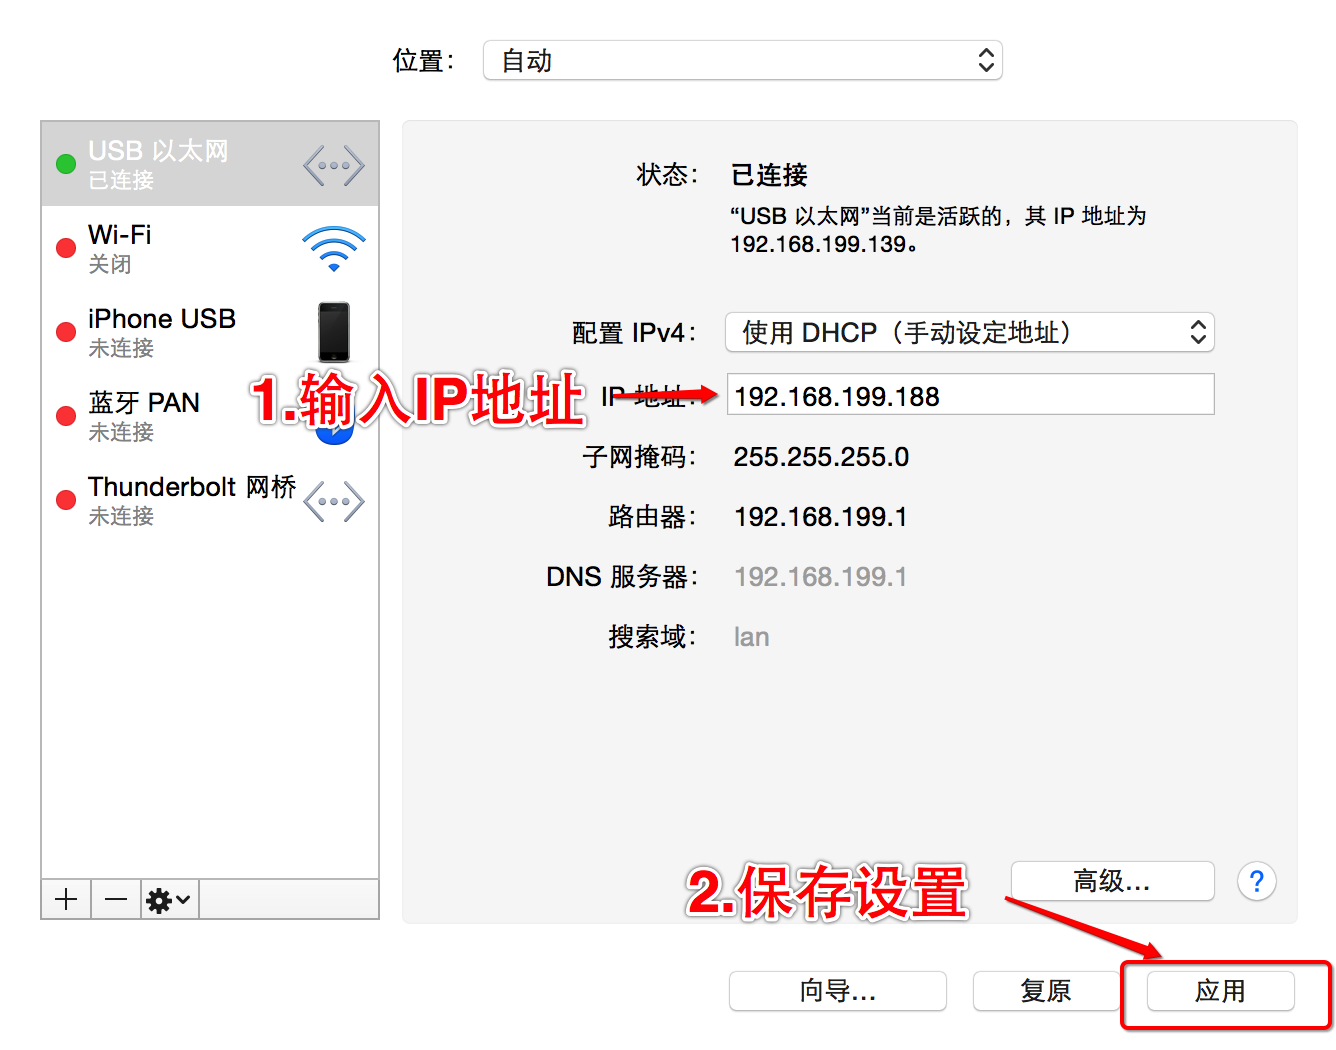 位置： 自动
USB 以太网
已连接
Wi-Fi
关闭
iPhone USB
未连接
蓝牙 PAN
未连接
Thunderbolt 网桥
未连接
状态： 已连接
“USB 以太网”当前是活跃的，其 IP 地址为
192.168.199.139。
配置 IPv4： 使用 DHCP（手动设定地址）
1.输入IP地址
IP 地址： 192.168.199.188
子网掩码： 255.255.255.0
路由器： 192.168.199.1
DNS 服务器： 192.168.199.1
搜索域： lan
2.保存设置
高级... ?
向导... 复原 应用